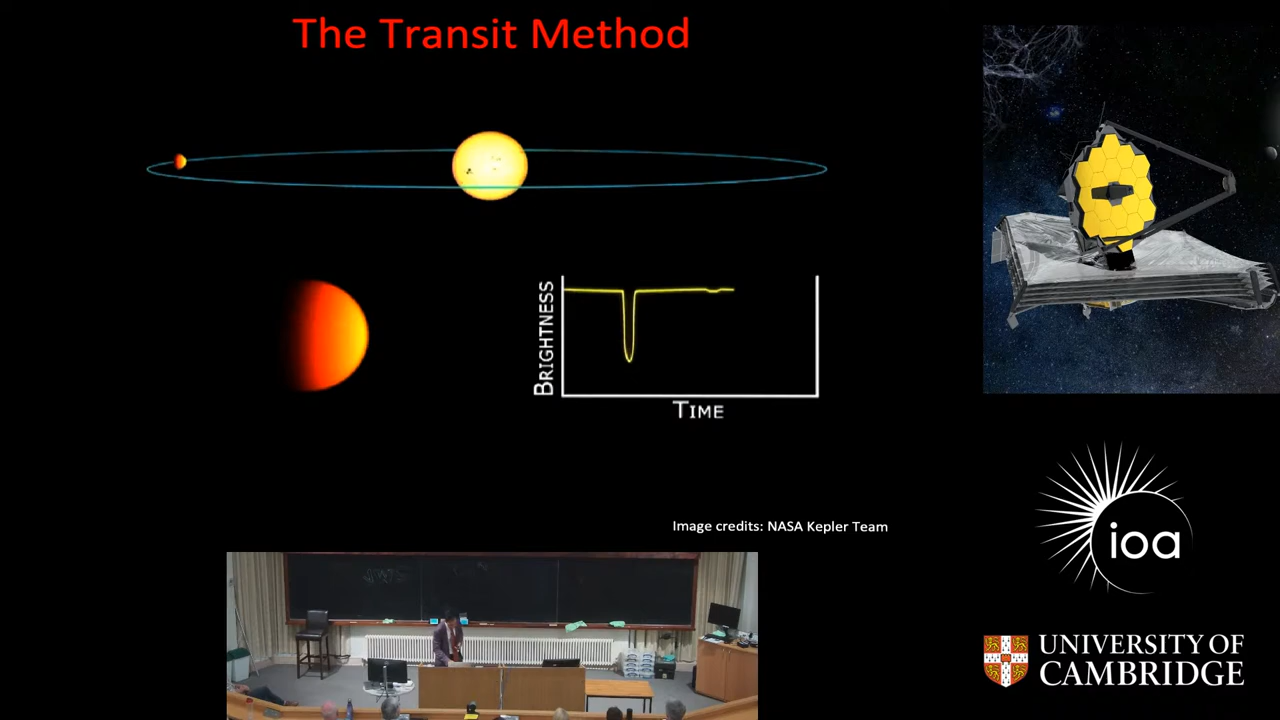 The Transit Method
BRIGHTNESS
TIME
Image credits: NASA Kepler Team
ioa
UNIVERSITY OF
CAMBRIDGE